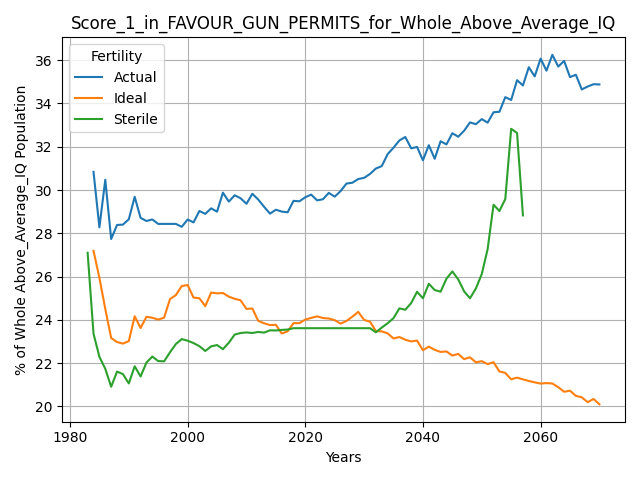 Score_1_in_FAVOUR_GUN_PERMITS_for_Whole_Above_Average_IQ
Fertility
Actual
Ideal
Sterile
% of Whole Above_Average_IQ Population
36
34
32
30
28
26
24
22
20
1980
2000
2020
2040
2060
Years